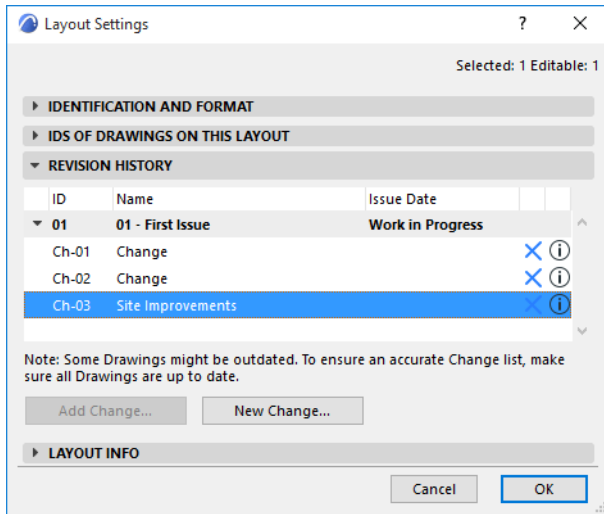 Layout Settings
?
Selected: 1 Editable: 1
IDENTIFICATION AND FORMAT
IDS OF DRAWINGS ON THIS LAYOUT
REVISION HISTORY
ID Name Issue Date
01 01 - First Issue Work in Progress
Ch-01 Change
Ch-02 Change
Ch-03 Site Improvements
Note: Some Drawings might be outdated. To ensure an accurate Change list, make
sure all Drawings are up to date.
Add Change... New Change...
LAYOUT INFO
Cancel OK